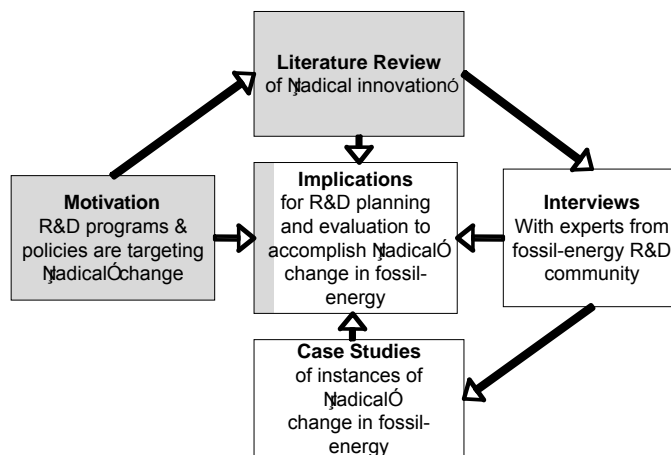 Literature Review
of Ņadical innovationÓ
Motivation
R&D programs &
policies are targeting
ŅadicalÓ change
Implications
for R&D planning
and evaluation to
accomplish ŅadicalÓ
change in fossil-
energy
Interviews
With experts from
fossil-energy R&D
community
Case Studies
of instances of
ŅadicalÓ
change in fossil-
energy